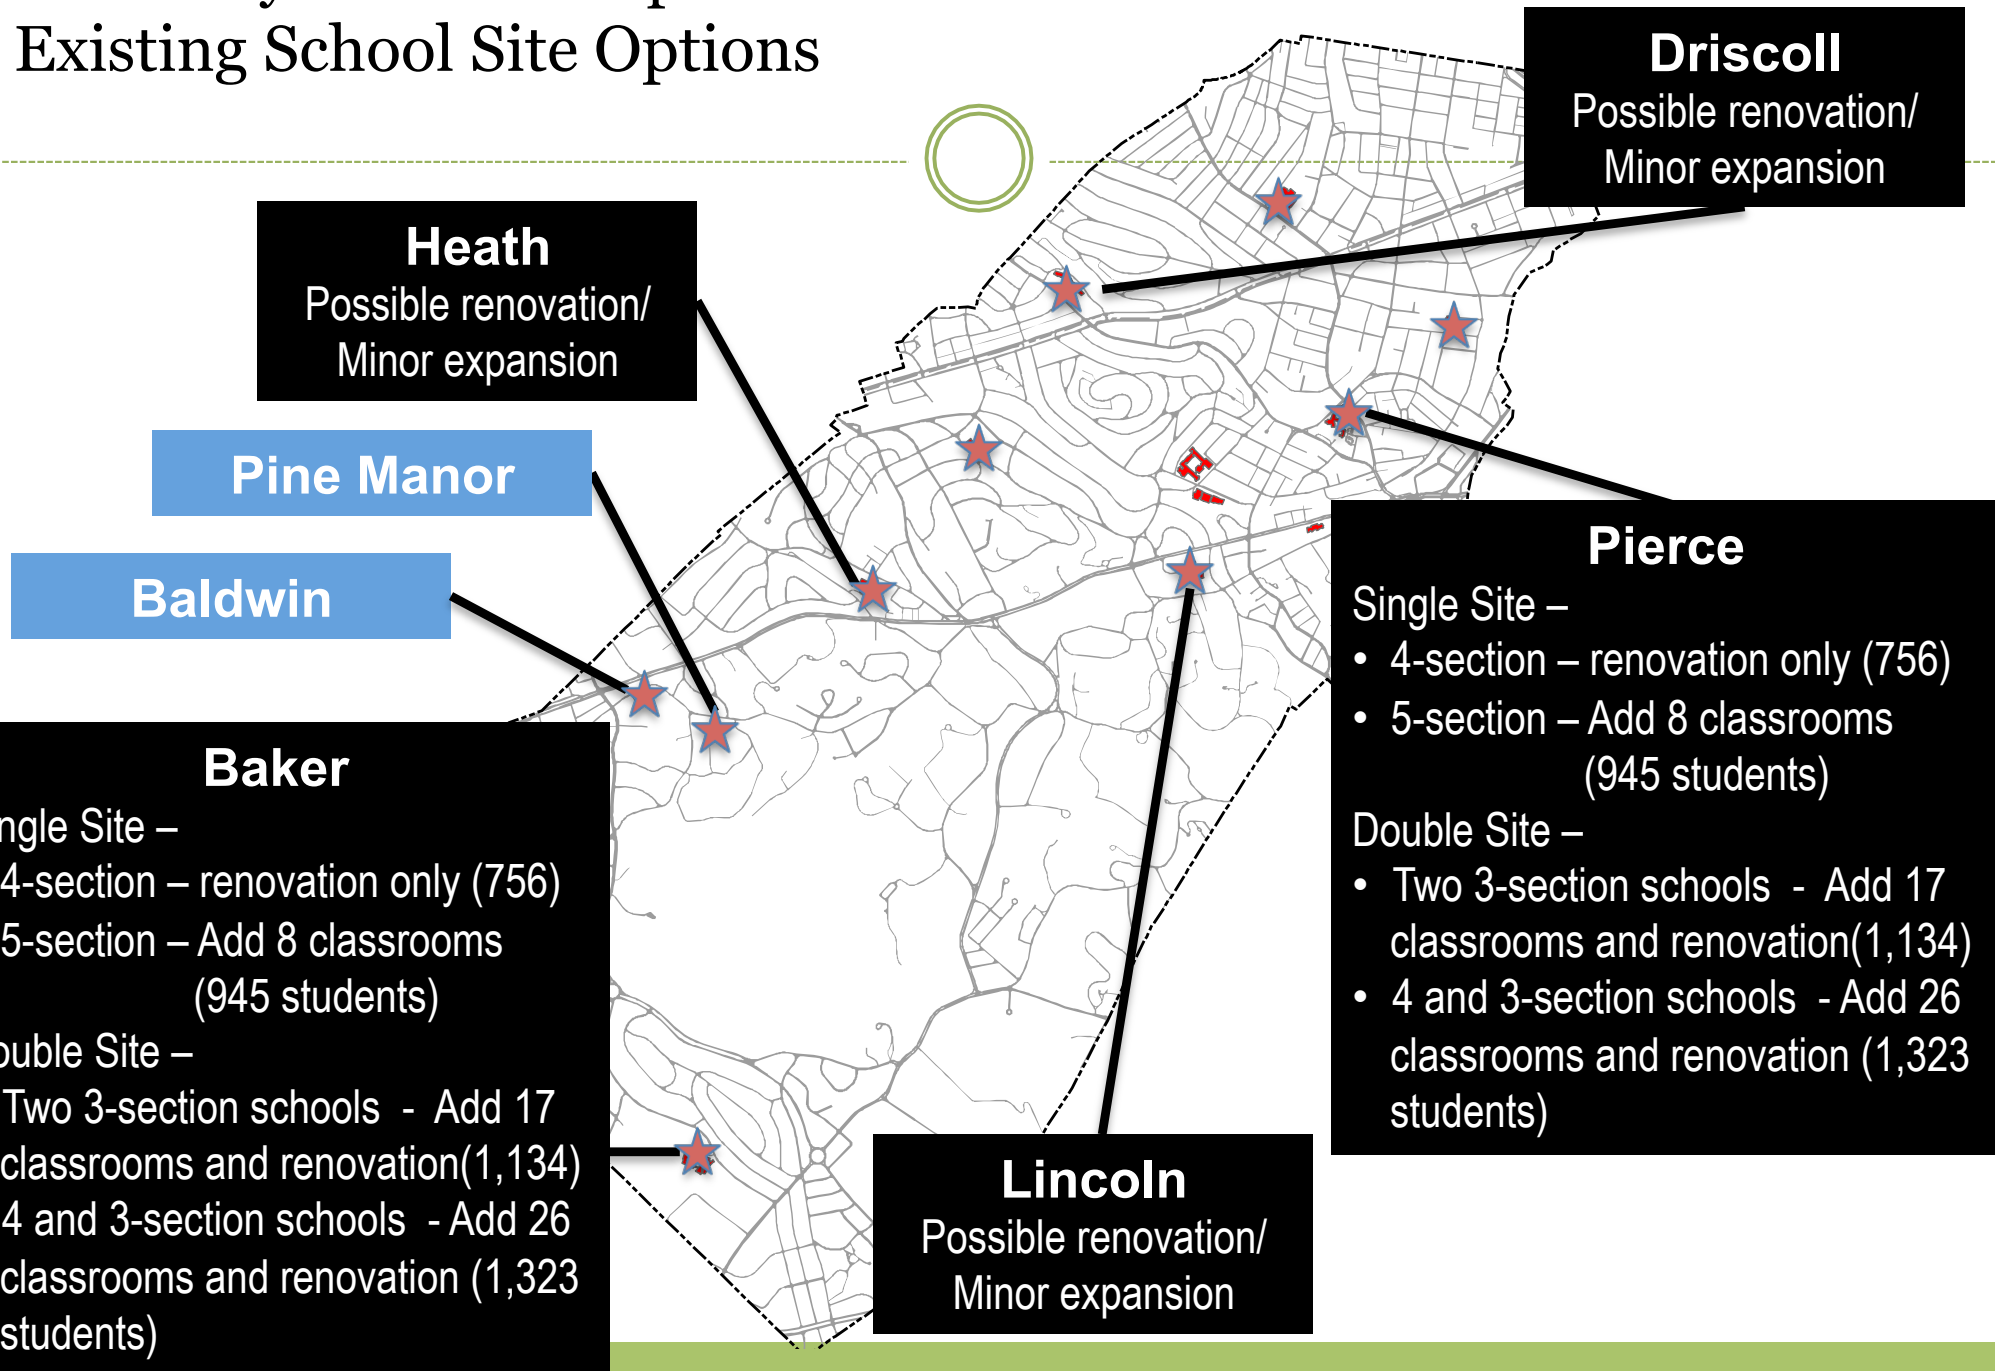 Existing School Site Options
Driscoll
Possible renovation/
Minor expansion
Heath
Possible renovation/
Minor expansion
Pine Manor
Baldwin
Baker
Site –
4-section – renovation only (756)
5-section – Add 8 classrooms
(945 students)
Site –
Two 3-section schools - Add 17
classrooms and renovation(1,134)
4 and 3-section schools - Add 26
classrooms and renovation (1,323
students)
Lincoln
Possible renovation/
Minor expansion
Pierce
Single Site –
• 4-section – renovation only (756)
• 5-section – Add 8 classrooms
(945 students)
Double Site –
• Two 3-section schools - Add 17
classrooms and renovation(1,134)
• 4 and 3-section schools - Add 26
classrooms and renovation (1,323
students)